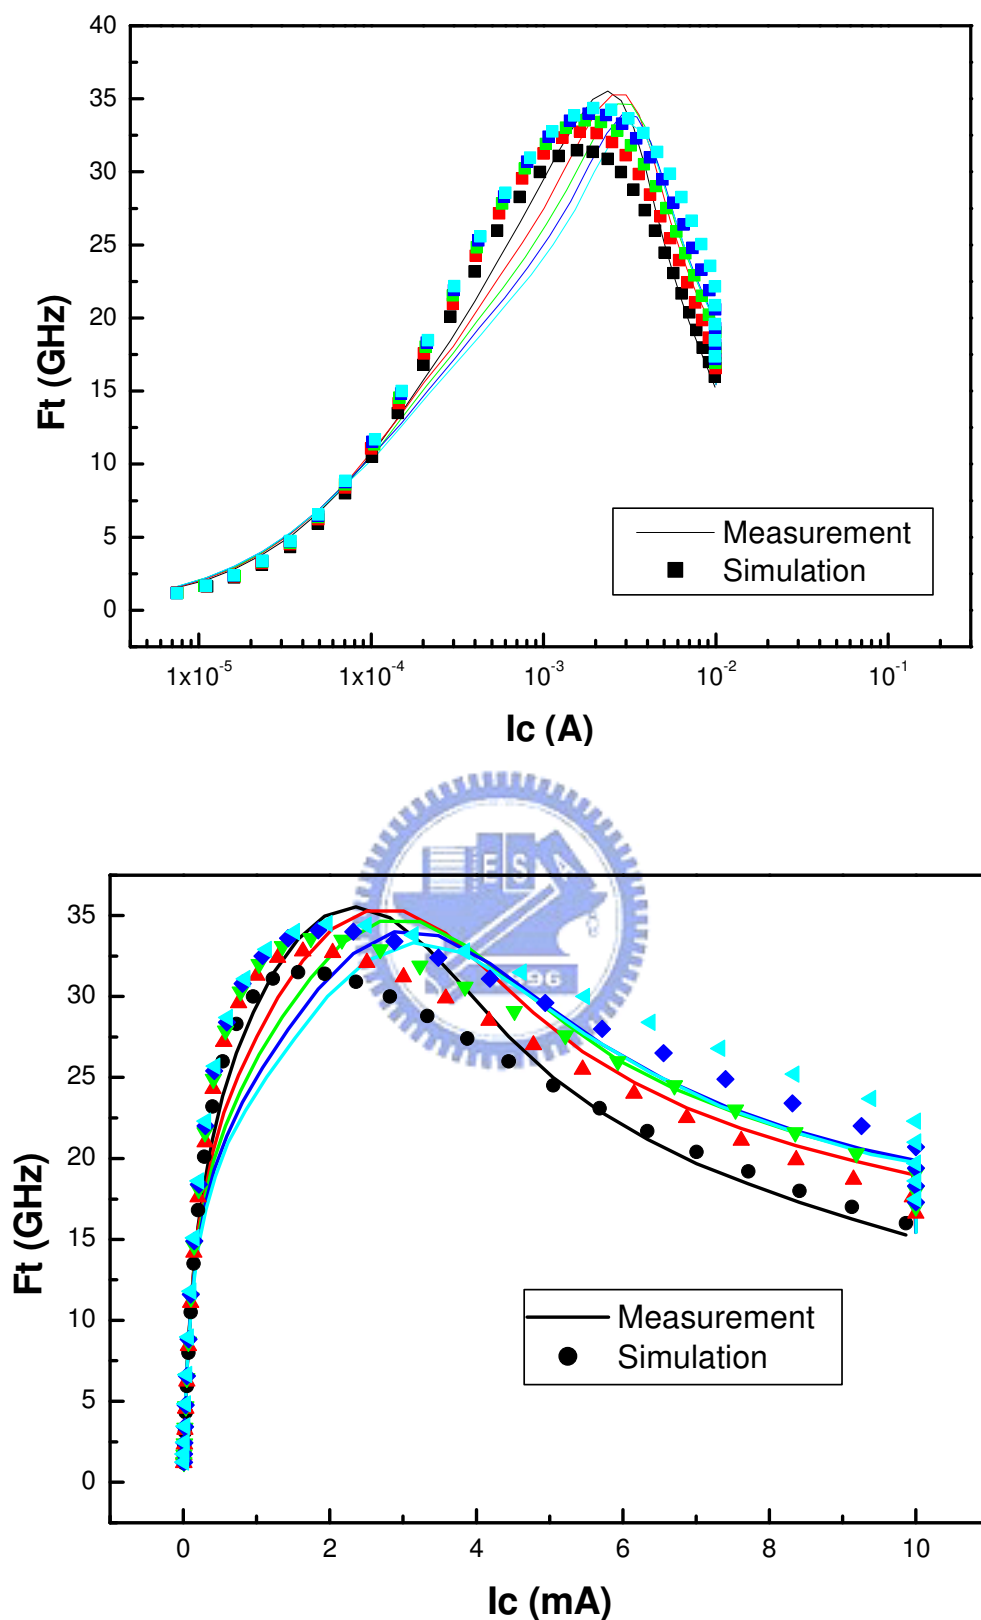 40
35
30
25
20
15
10
5
0
Ft (GHz)
Measurement
Simulation
1x10⁻⁵ 1x10⁻⁴ 10⁻³ 10⁻² 10⁻¹
Ic (A)
E S A
96
35
30
25
20
15
10
5
0
Ft (GHz)
Measurement
Simulation
0 2 4 6 8 10
Ic (mA)